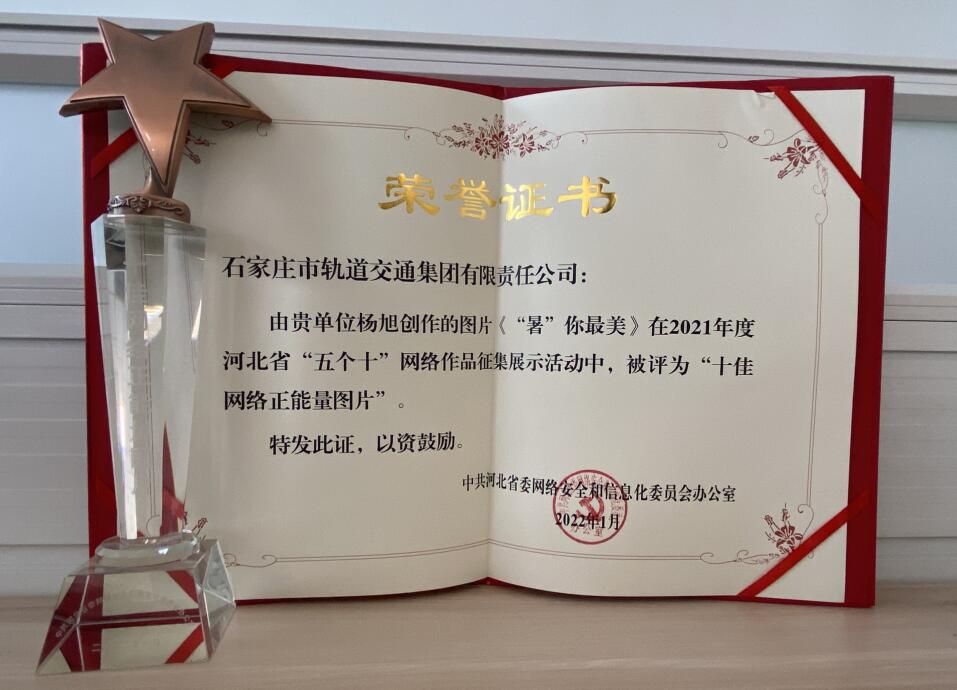 荣誉证书
石家庄市轨道交通集团有限责任公司：
由贵单位杨旭创作的图片《“暑”你最美》在2021年度
河北省“五个十”网络作品征集展示活动中，被评为“十佳
网络正能量图片”。
特发此证，以资鼓励。
中共河北省委网络安全和信息化委员会办公室
2022年1月
办公室